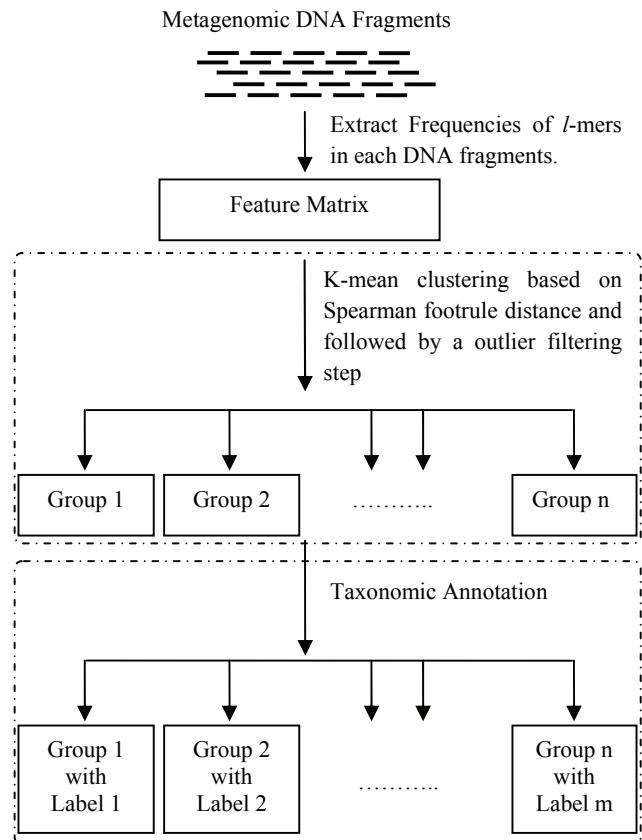 Metagenomic DNA Fragments
Extract Frequencies of l-mers
in each DNA fragments.
Feature Matrix
K-mean clustering based on
Spearman footrule distance and
followed by a outlier filtering
step
Group 1
Group 2
………..
Group n
Taxonomic Annotation
Group 1
with
Label 1
Group 2
with
Label 2
………..
Group n
with
Label m